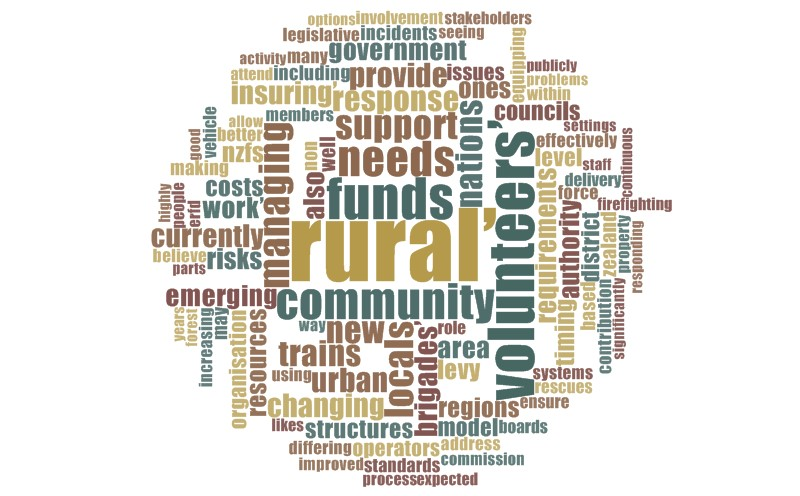 options involvement stakeholders
legislative incidents seeing
activity many government
equipping
publicly
attend including provide issues
problems
insuring' response ones within
members nations councils
vehicle
allow support settings
good better non well effectively
nzfs needs level staff
continuous
making
costs also funds delivery
highly people erfd work' force firefighting
managing rural' volunteers' requirements authority district zealand property responding
currently
believe risks
parts
emerging community based contribution significantly
years forest increasing may
way new role timing
organisation resources trains locals' brigades area
using urban levy systems
rescues
changing regions ensure
likes structures model boards
differing operators address
improved standards commission
process expected